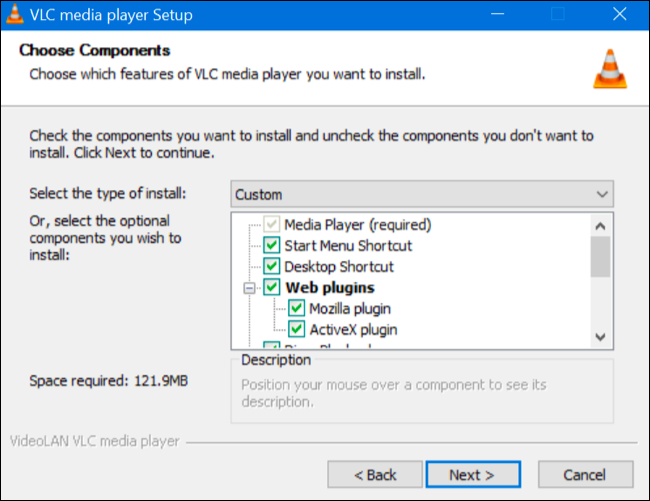 VLC media player Setup
Choose Components
Choose which features of VLC media player you want to install.
Check the components you want to install and uncheck the components you don't want to
install. Click Next to continue.
Select the type of install:
Custom
Or, select the optional
components you wish to
install:
Media Player (required)
Start Menu Shortcut
Desktop Shortcut
Web plugins
Mozilla plugin
ActiveX plugin
Space required: 121.9MB
Description
Position your mouse over a component to see its
description.
VideoLAN VLC media player
< Back
Next >
Cancel